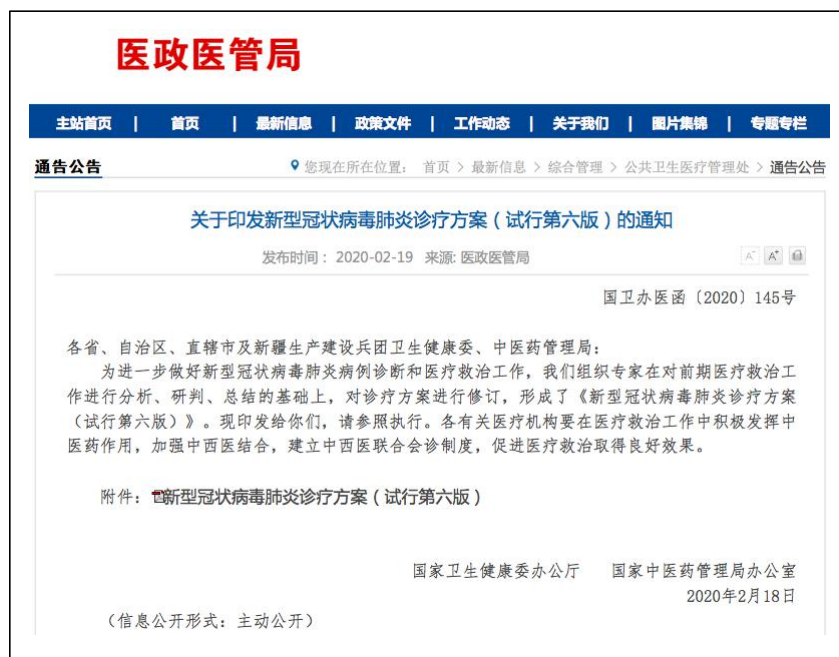 医政医管局
主站首页 | 首页 | 最新信息 | 政策文件 | 工作动态 | 关于我们 | 图片集锦 | 专题专栏
通告公告 您现在所在位置： 首页 > 最新信息 > 综合管理 > 公共卫生医疗管理处 > 通告公告
关于印发新型冠状病毒肺炎诊疗方案（试行第六版）的通知
发布时间： 2020-02-19 来源: 医政医管局 A- A+
国卫办医函〔2020〕145号
各省、自治区、直辖市及新疆生产建设兵团卫生健康委、中医药管理局：
为进一步做好新型冠状病毒肺炎病例诊断和医疗救治工作，我们组织专家在对前期医疗救治工
作进行分析、研判、总结的基础上，对诊疗方案进行修订，形成了《新型冠状病毒肺炎诊疗方案
（试行第六版）》。现印发给你们，请参照执行。各有关医疗机构要在医疗救治工作中积极发挥中
医药作用，加强中西医结合，建立中西医联合会诊制度，促进医疗救治取得良好效果。
附件：新型冠状病毒肺炎诊疗方案（试行第六版）
国家卫生健康委办公厅 国家中医药管理局办公室
2020年2月18日
（信息公开形式：主动公开）